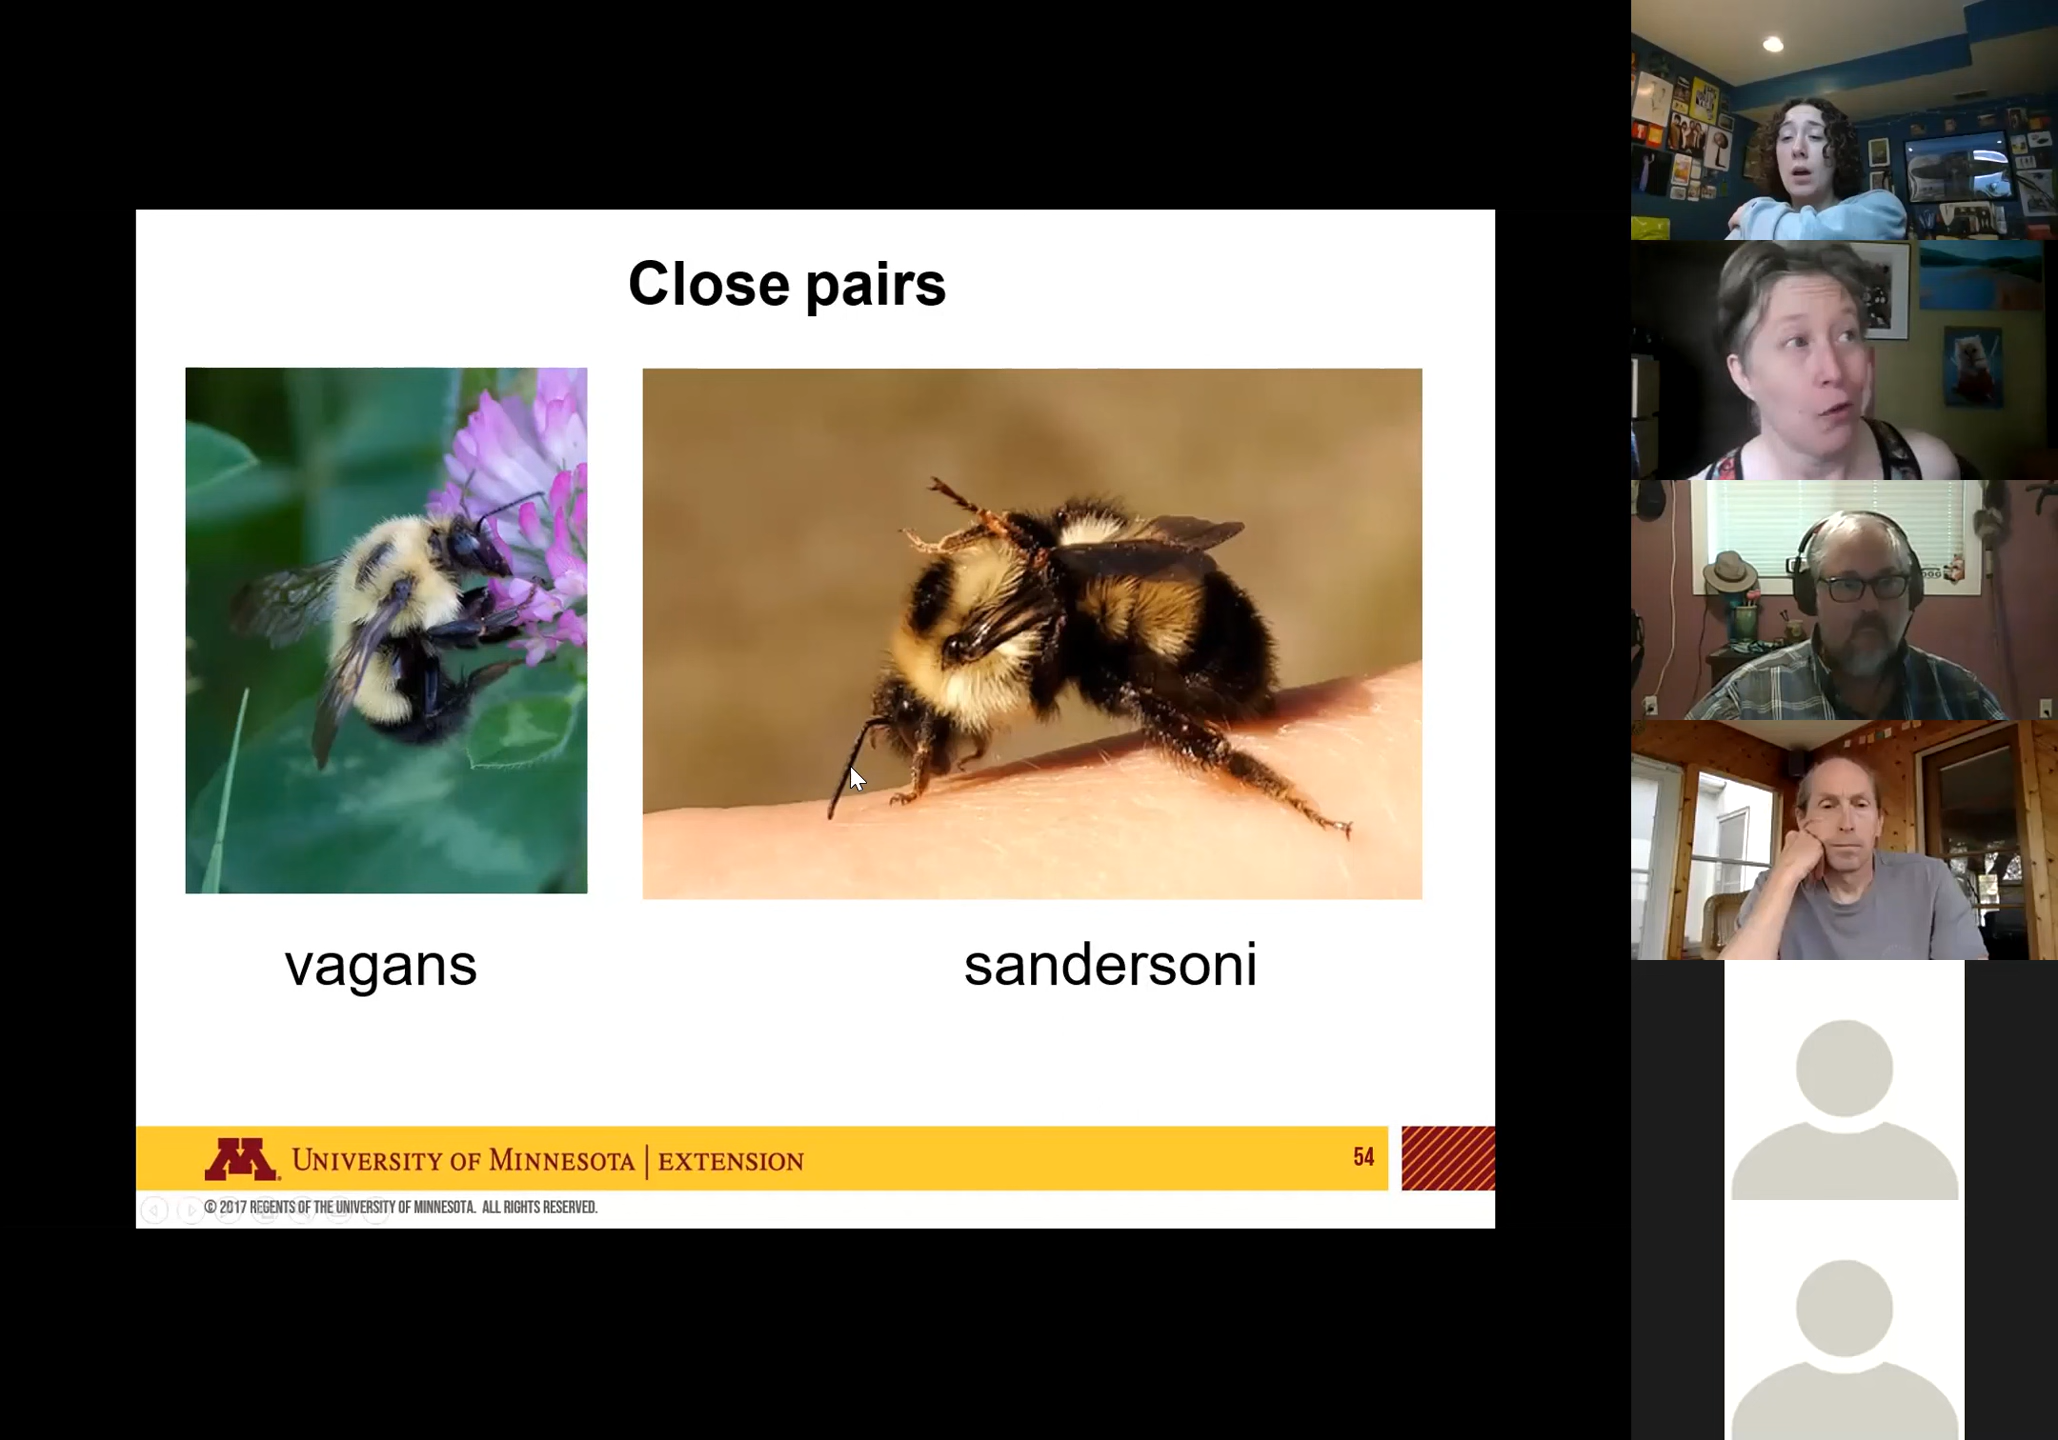 Close pairs
vagans
sandersoni
UNIVERSITY OF MINNESOTA | EXTENSION
54
© 2017 REGENTS OF THE UNIVERSITY OF MINNESOTA. ALL RIGHTS RESERVED.